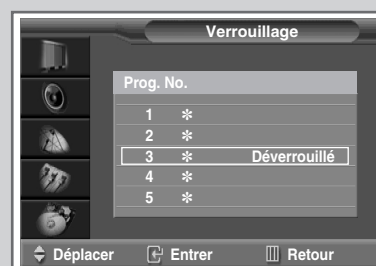 Verrouillage
Prog. No.
1 ✻
2 ✻
3 ✻ Déverrouillé
4 ✻
5 ✻
Déplacer Entrer Retour